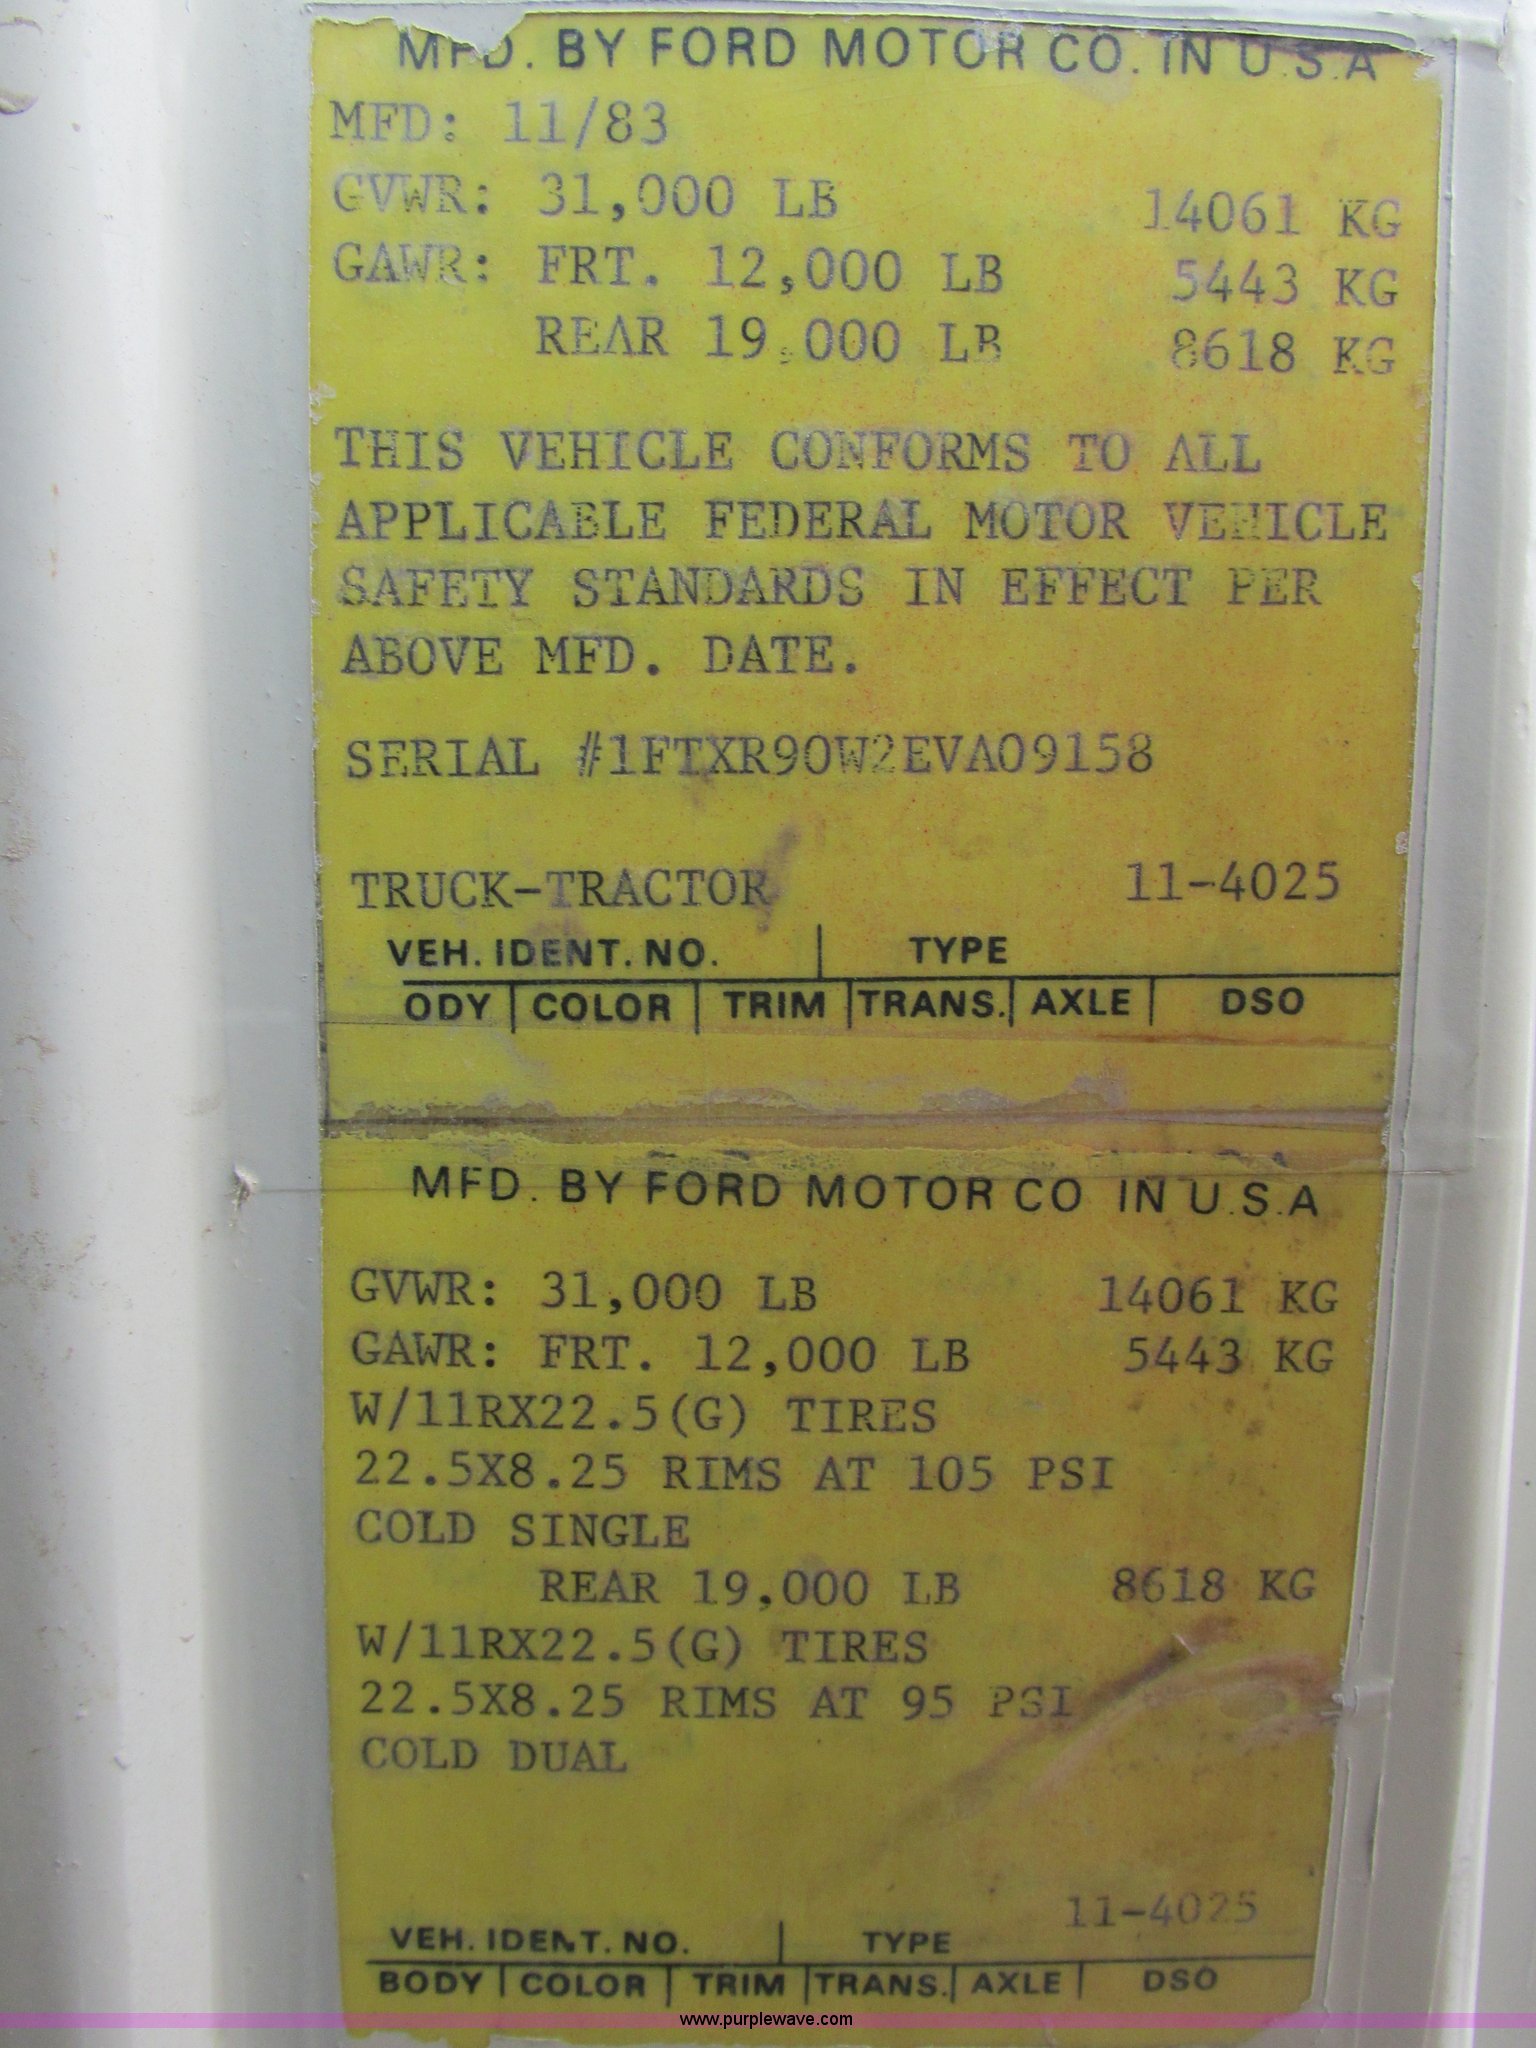 MFD. BY FORD MOTOR CO. IN U.S.A
MFD: 11/83
GVWR: 31,000 LB 14061 KG
GAWR: FRT. 12,000 LB 5443 KG
REAR 19,000 LB 8618 KG
THIS VEHICLE CONFORMS TO ALL
APPLICABLE FEDERAL MOTOR VEHICLE
SAFETY STANDARDS IN EFFECT PER
ABOVE MFD. DATE.
SERIAL #1FTXR90W2EVA09158
TRUCK-TRACTOR 11-4025
VEH. IDENT. NO. TYPE
ODY COLOR TRIM TRANS. AXLE DSO
MFD. BY FORD MOTOR CO IN U.S.A
GVWR: 31,000 LB 14061 KG
GAWR: FRT. 12,000 LB 5443 KG
W/11RX22.5(G) TIRES
22.5X8.25 RIMS AT 105 PSI
COLD SINGLE
REAR 19,000 LB 8618 KG
W/11RX22.5(G) TIRES
22.5X8.25 RIMS AT 95 PSI
COLD DUAL
11-4025
VEH. IDENT. NO. TYPE
BODY COLOR TRIM TRANS. AXLE DSO
www.purplewave.com